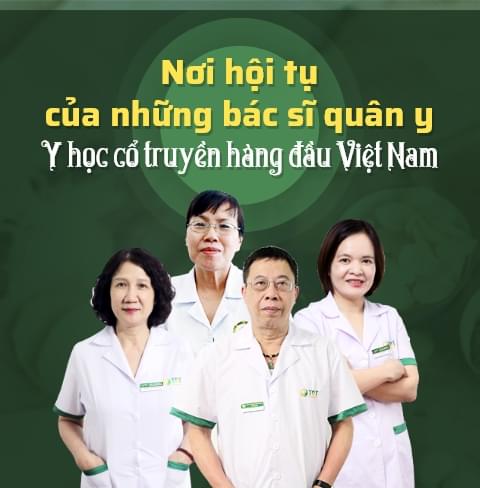 Nơi hội tụ
của những bác sĩ quân y
Y học cổ truyền hàng đầu Việt Nam